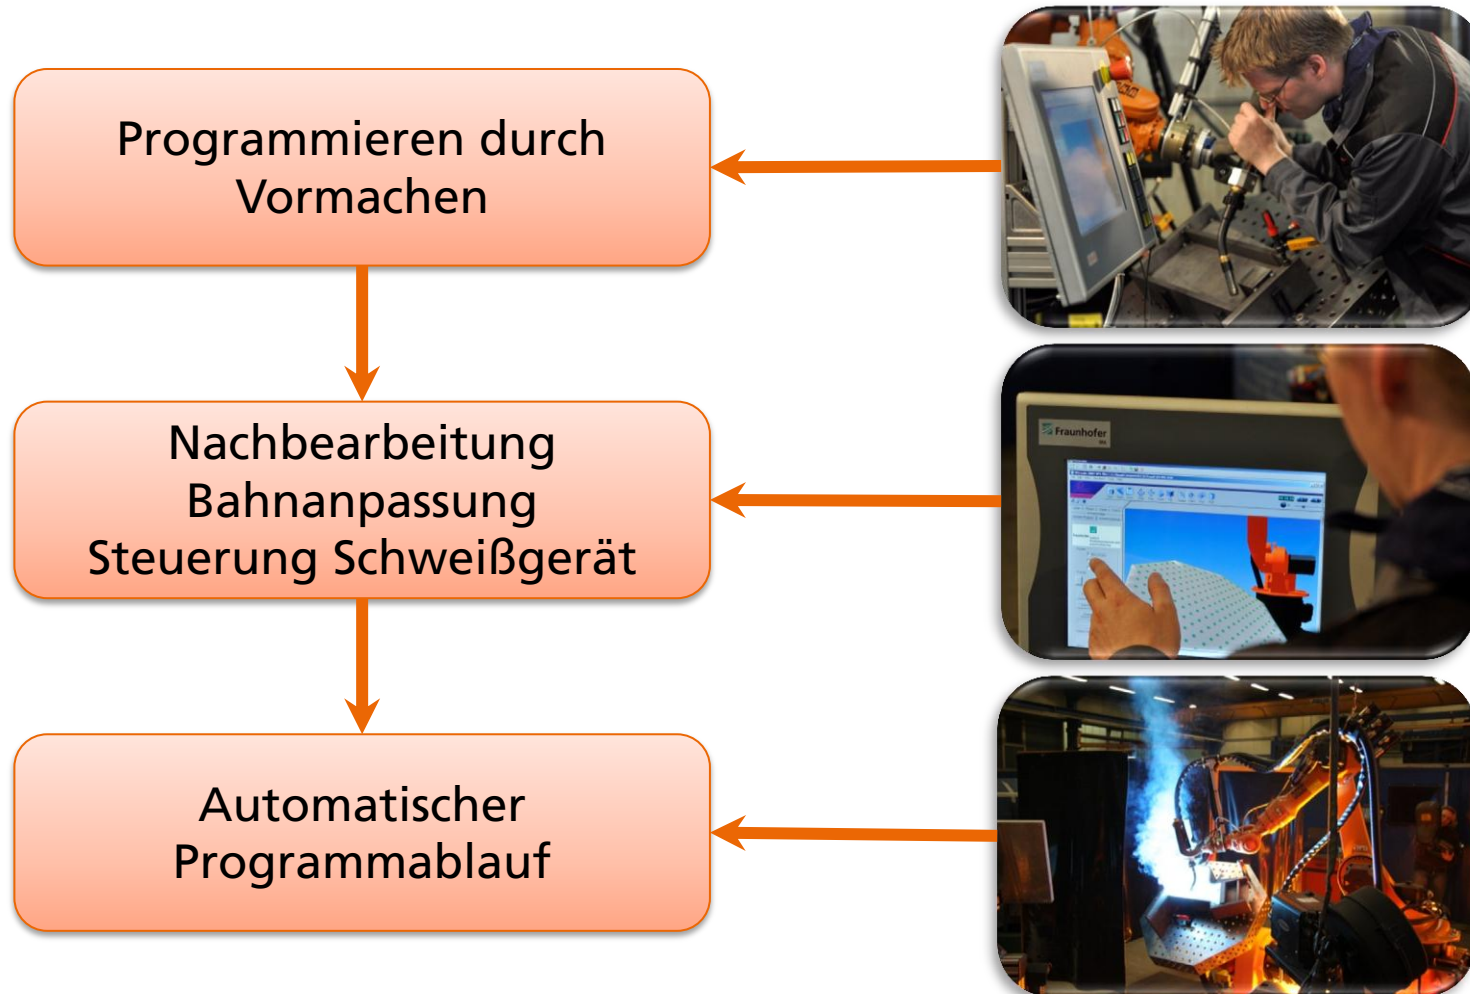 Programmieren durch
Vormachen
Nachbearbeitung
Bahnanpassung
Steuerung Schweißgerät
Automatischer
Programmablauf
Fraunhofer